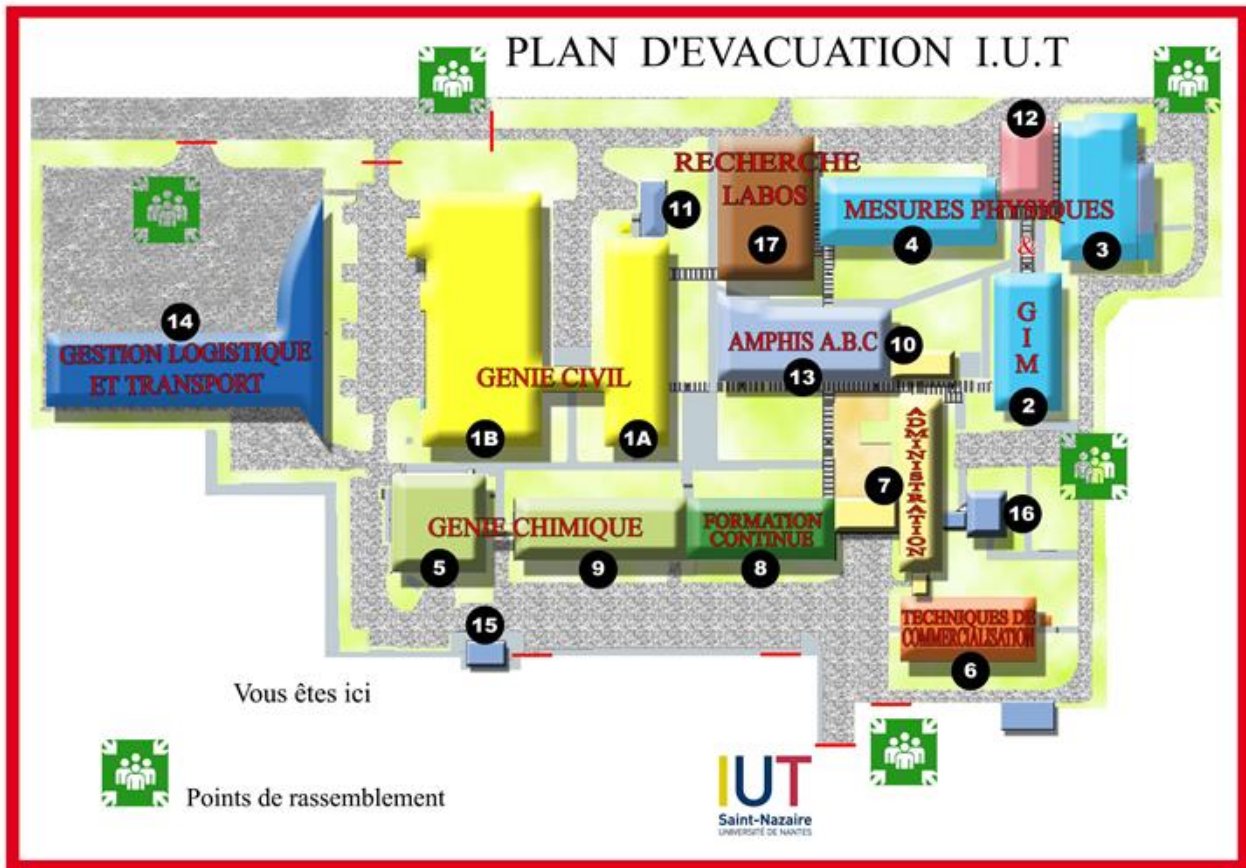 PLAN D'EVACUATION I.U.T
12
RECHERCHE
LABOS
11
17
MESURES PHYSIQUES
4
&
3
14
GESTION LOGISTIQUE
ET TRANSPORT
GENIE CIVIL
1B
1A
AMPHIS A.B.C
13
10
GIM
2
ADMINISTRATION
7
16
GENIE CHIMIQUE
5
9
FORMATION
CONTINUE
8
15
TECHNIQUES DE
COMMERCIALISATION
6
Vous êtes ici
Points de rassemblement
IUT
Saint-Nazaire
UNIVERSITÉ DE NANTES